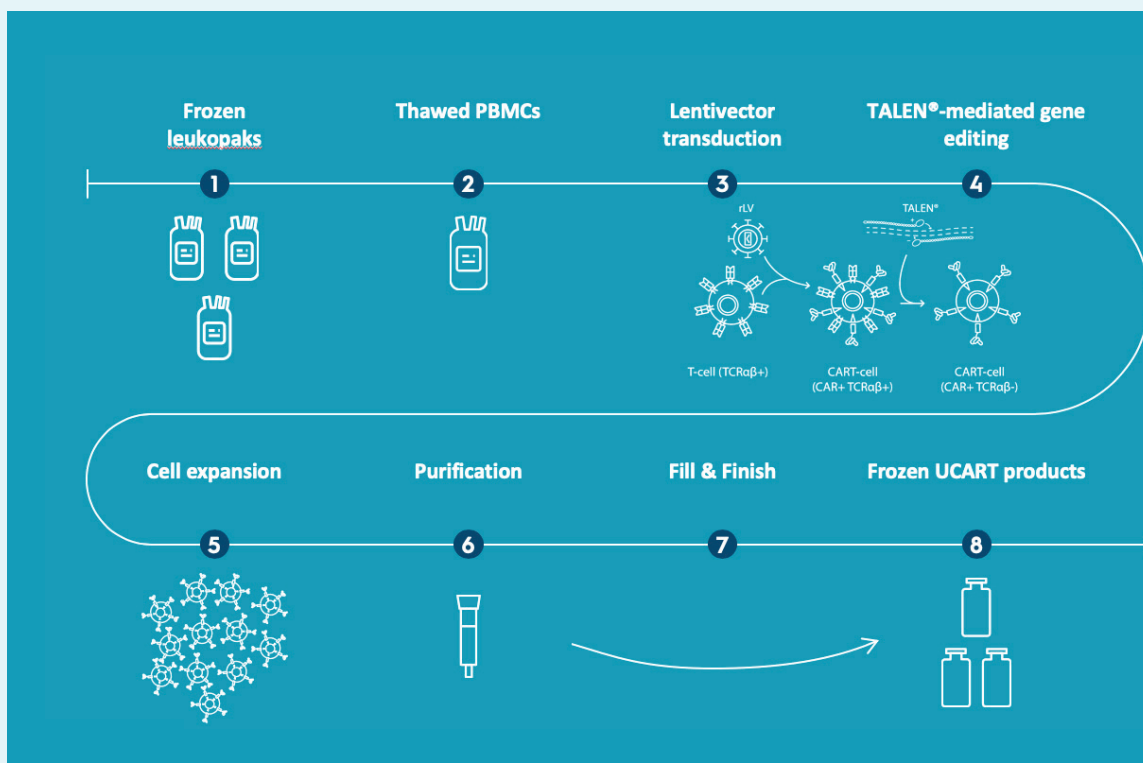 Frozen
leukopaks
Thawed PBMCs
Lentivector
transduction
TALEN®-mediated gene
editing
1
2
3
4
rLV
TALEN®
T-cell (TCRαβ+)
CART-cell
(CAR+ TCRαβ+)
CART-cell
(CAR+ TCRαβ-)
Cell expansion
Purification
Fill & Finish
Frozen UCART products
5
6
7
8